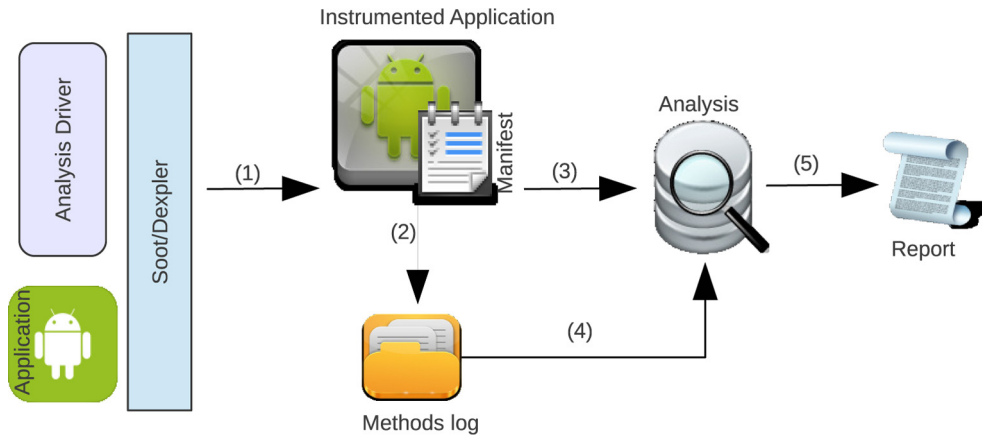 Instrumented Application
Analysis Driver
Soot/Dexpler
Application
Manifest
(1)
(2)
(3)
Analysis
(4)
(5)
Methods log
Report